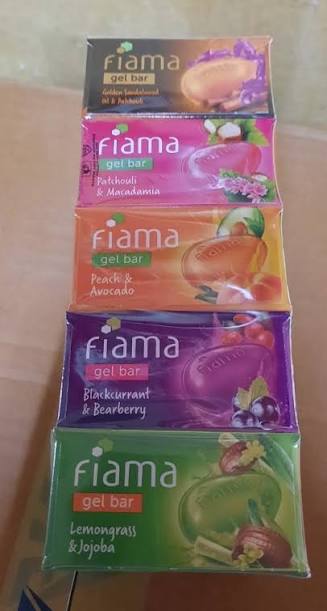 fiama
gel bar
Golden Sandalwood
Oil & Patchouli
fiama
gel bar
Patchouli
& Macadamia
fiama
gel bar
Peach &
Avocado
fiama
gel bar
Blackcurrant
& Bearberry
fiama
gel bar
Lemongrass
& Jojoba